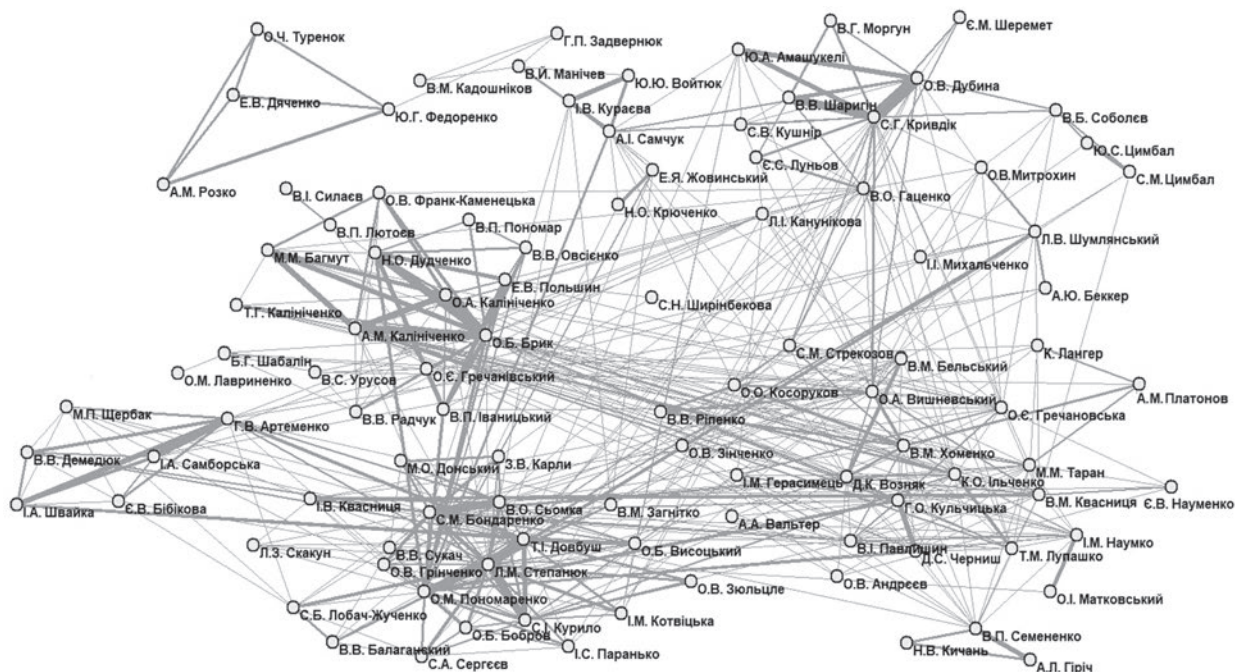 О.Ч. Туренок
Е.В. Дяченко
Ю.Г. Федоренко
А.М. Розко
Г.П. Задвернюк
В.М. Кадошніков
В.Й. Манічев
Ю.Ю. Войтюк
І.В. Кураєва
А.І. Самчук
Е.Я. Жовинський
Н.О. Крюченко
В.Г. Моргун
Є.М. Шеремет
Ю.А. Амашукелі
О.В. Дубина
В.В. Шаригін
С.Г. Кривдік
С.В. Кушнір
Є.С. Луньов
В.Б. Соболєв
Ю.С. Цимбал
С.М. Цимбал
О.В.Митрохин
В.О. Гаценко
Л.І. Канунікова
Л.В. Шумлянський
І.І. Михальченко
А.Ю. Беккер
С.Н. Ширінбекова
В.І. Силаєв
О.В. Франк-Каменецька
В.П. Лютоєв
В.П. Пономар
М.М. Багмут
Н.О. Дудченко
В.В. Овсієнко
Е.В. Польшин
О.А. Калініченко
Т.Г. Калініченко
А.М. Калініченко
О.Б. Брик
Б.Г. Шабалін
О.М. Лавриненко
В.С. Урусов
О.Є. Гречанівський
В.В. Радчук
В.П. Іваницький
С.М. Стрекозов
В.М. Бельський
К. Лангер
О.О. Косоруков
О.А. Вишневський
А.М. Платонов
О.Є. Гречановська
В.В. Ріпенко
М.П. Щербак
Г.В. Артеменко
В.В. Демедюк
І.А. Самборська
І.А. Швайка
Є.В. Бібікова
М.О. Донський
З.В. Карли
О.В. Зінченко
В.М. Хоменко
М.М. Таран
І.М. Герасимець
Д.К. Возняк
К.О. Ільченко
В.М. Квасниця
Є.В. Науменко
І.В. Квасниця
С.М. Бондаренко
В.О. Сьомка
В.М. Загнітко
Г.О. Кульчицька
А.А. Вальтер
В.І. Павлишин
Д.С. Черниш
Т.М. Лупашко
І.М. Наумко
Л.З. Скакун
В.В. Сукач
О.В. Грінченко
Т.І. Довбуш
Л.М. Степанюк
О.Б. Висоцький
О.В. Зюльцле
О.В. Андрєєв
О.І. Матковський
О.М. Пономаренко
С.Б. Лобач-Жученко
О.Б. Бобров
С.І. Курило
І.М. Котвіцька
В.В. Балаганский
С.А. Сергєєв
І.С. Паранько
В.П. Семененко
Н.В. Кичань
А.Л. Гіріч